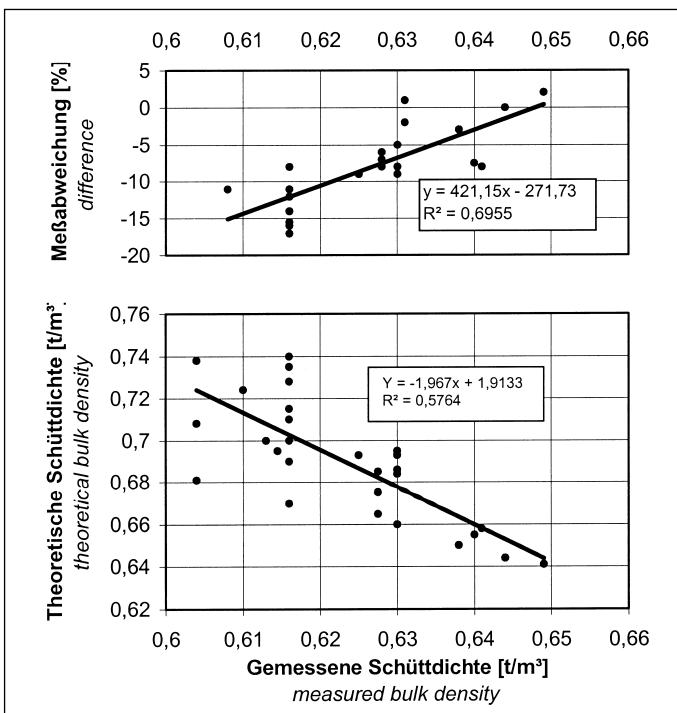 0,6 0,61 0,62 0,63 0,64 0,65 0,66
Meßabweichung [%]
difference
5
0
-5
-10
-15
-20
y = 421,15x - 271,73
R² = 0,6955
Theoretische Schüttdichte [t/m³]
theoretical bulk density
0,76
0,74
0,72
0,7
0,68
0,66
0,64
0,62
Y = -1,967x + 1,9133
R² = 0,5764
0,6 0,61 0,62 0,63 0,64 0,65 0,66
Gemessene Schüttdichte [t/m³]
measured bulk density